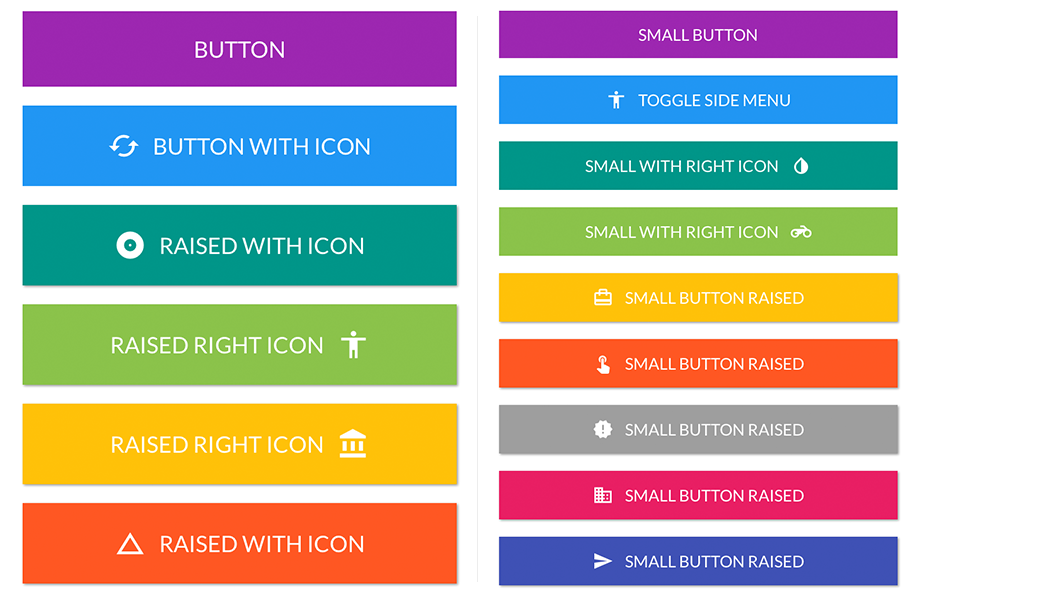 BUTTON
BUTTON WITH ICON
RAISED WITH ICON
RAISED RIGHT ICON
RAISED RIGHT ICON
RAISED WITH ICON
SMALL BUTTON
TOGGLE SIDE MENU
SMALL WITH RIGHT ICON
SMALL WITH RIGHT ICON
SMALL BUTTON RAISED
SMALL BUTTON RAISED
SMALL BUTTON RAISED
SMALL BUTTON RAISED
SMALL BUTTON RAISED